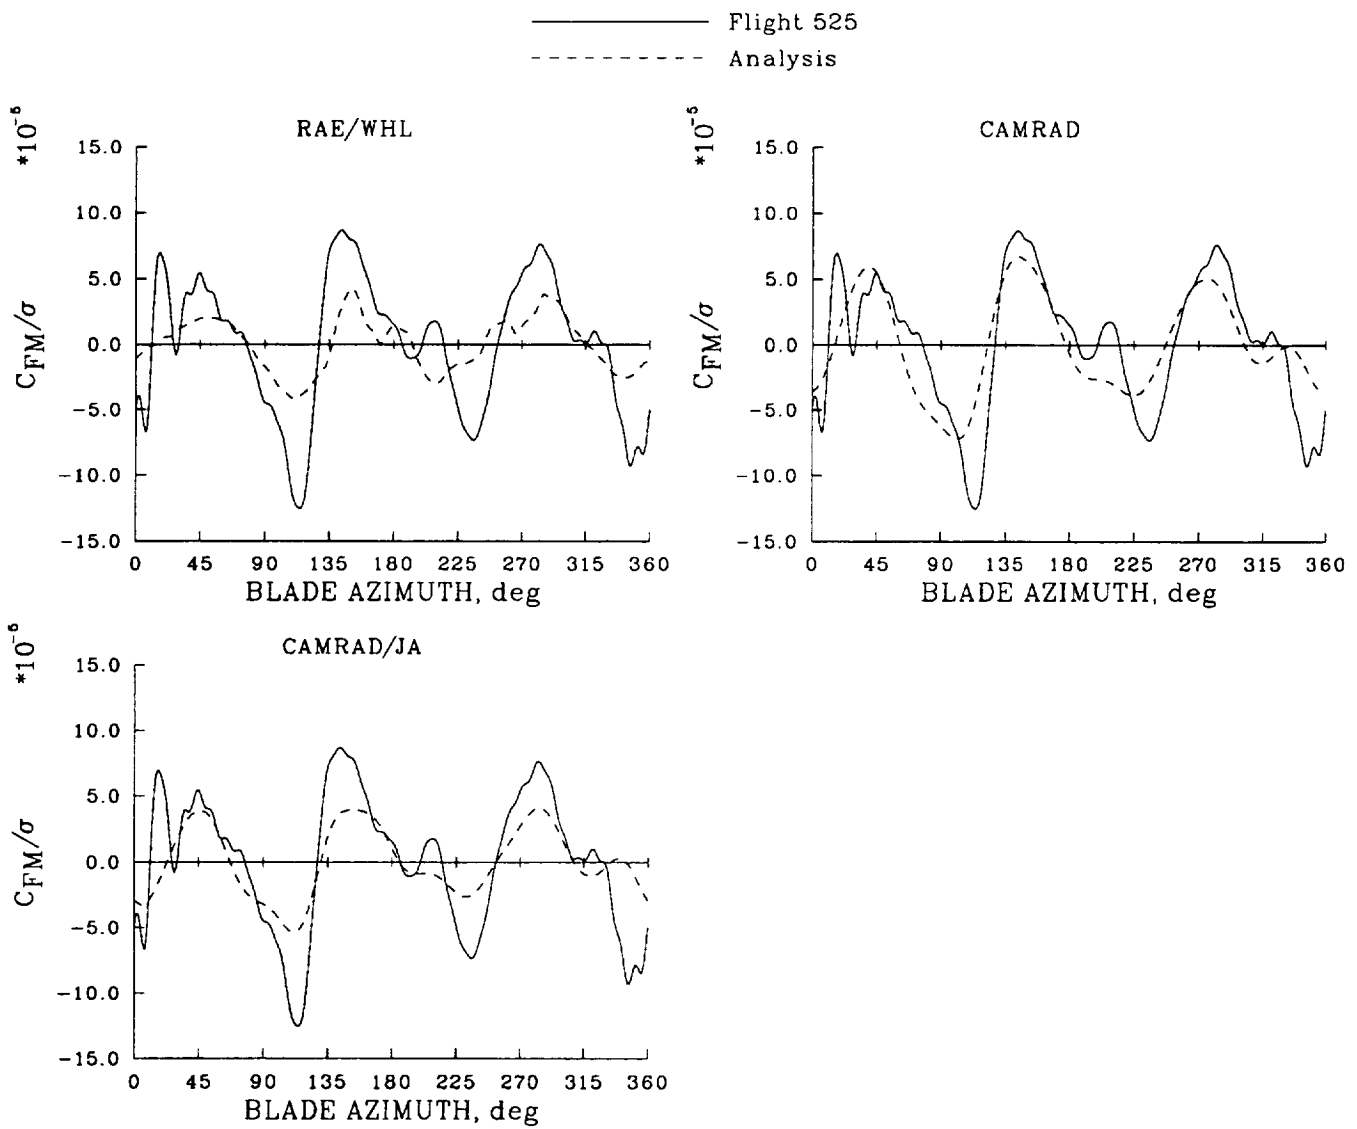 Flight 525
Analysis
RAE/WHL
*10⁻⁵
15.0
10.0
5.0
0.0
−5.0
−10.0
−15.0
C_FM/σ
0 45 90 135 180 225 270 315 360
BLADE AZIMUTH, deg
CAMRAD
*10⁻⁵
15.0
10.0
5.0
0.0
−5.0
−10.0
−15.0
C_FM/σ
0 45 90 135 180 225 270 315 360
BLADE AZIMUTH, deg
CAMRAD/JA
*10⁻⁵
15.0
10.0
5.0
0.0
−5.0
−10.0
−15.0
C_FM/σ
0 45 90 135 180 225 270 315 360
BLADE AZIMUTH, deg